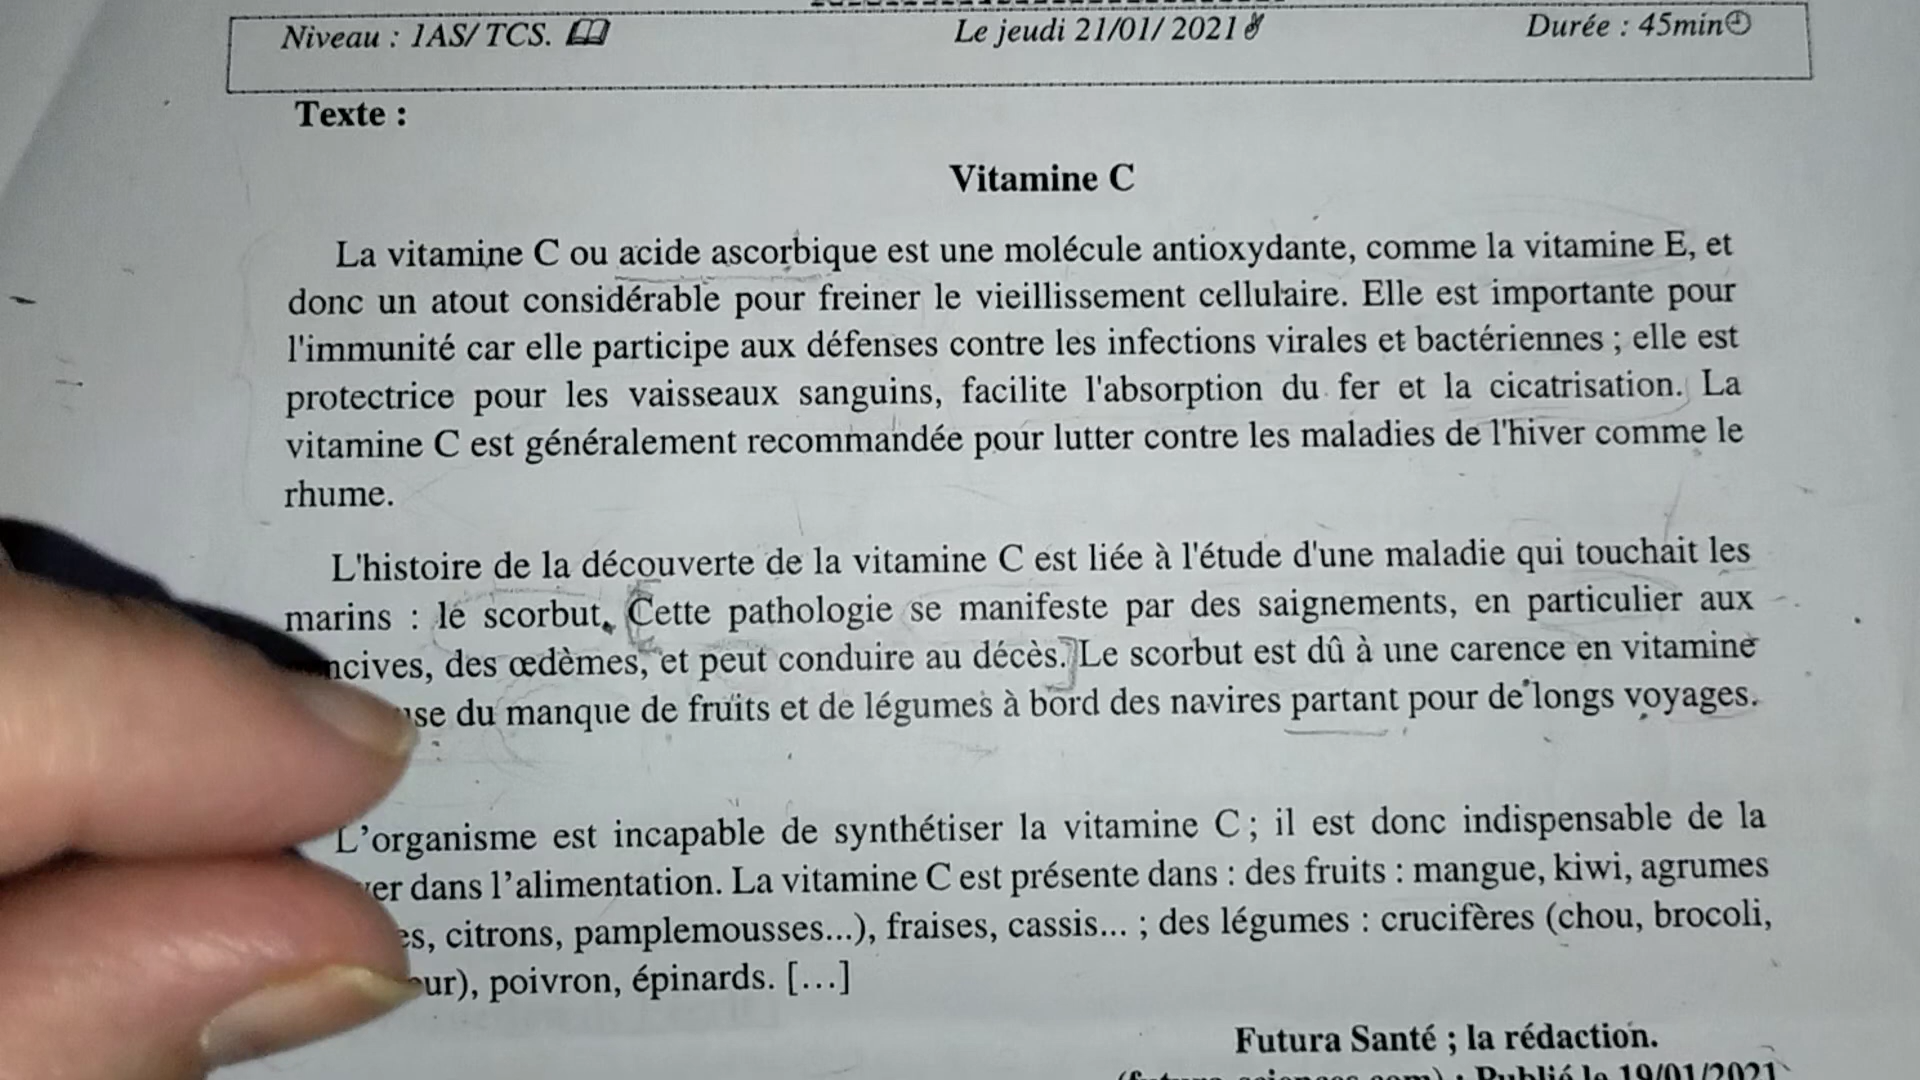 Niveau : 1AS/ TCS.
Le jeudi 21/01/ 2021
Durée : 45min
Texte :
Vitamine C
La vitamine C ou acide ascorbique est une molécule antioxydante, comme la vitamine E, et
donc un atout considérable pour freiner le vieillissement cellulaire. Elle est importante pour
l'immunité car elle participe aux défenses contre les infections virales et bactériennes ; elle est
protectrice pour les vaisseaux sanguins, facilite l'absorption du fer et la cicatrisation. La
vitamine C est généralement recommandée pour lutter contre les maladies de l'hiver comme le
rhume.
L'histoire de la découverte de la vitamine C est liée à l'étude d'une maladie qui touchait les
marins : le scorbut. Cette pathologie se manifeste par des saignements, en particulier aux
ncives, des œdèmes, et peut conduire au décès. Le scorbut est dû à une carence en vitamine
use du manque de fruits et de légumes à bord des navires partant pour de longs voyages.
L’organisme est incapable de synthétiser la vitamine C ; il est donc indispensable de la
ver dans l’alimentation. La vitamine C est présente dans : des fruits : mangue, kiwi, agrumes
es, citrons, pamplemousses...), fraises, cassis... ; des légumes : crucifères (chou, brocoli,
eur), poivron, épinards. [...]
Futura Santé ; la rédaction.
(futura-sciences.com) : Publié le 19/01/2021